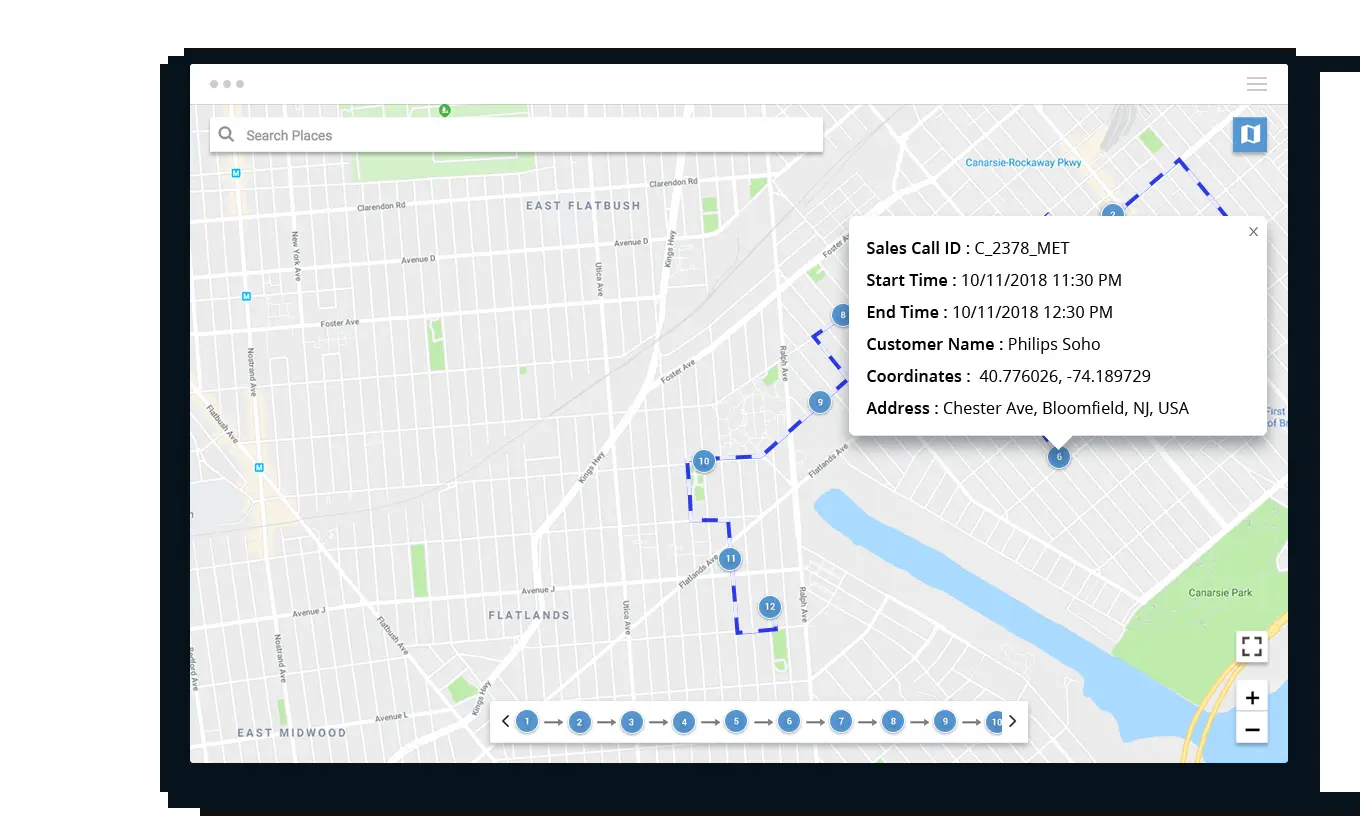 Search Places
Canarsie-Rockaway Pkwy
M
Clarendon Rd
Clarendon Rd
EAST FLATBUSH
2
New York Ave
Avenue D
Kings Hwy
Avenue D
Utica Ave
Sales Call ID : C_2378_MET
Start Time : 10/11/2018 11:30 PM
End Time : 10/11/2018 12:30 PM
Customer Name : Philips Soho
Coordinates : 40.776026, -74.189729
Address : Chester Ave, Bloomfield, NJ, USA
M
Foster Ave
8
Nostrand Ave
Ralph Ave
Foster Ave
9
Flatbush Ave
First
Kings Hwy
10
Flatlands Ave
6
M
11
Flatlands Ave
Avenue J
12
Ralph Ave
Canarsie Park
Avenue J
FLATLANDS
Utica Ave
Flatbush Ave
Nostrand Ave
Kings Hwy
Avenue L
EAST MIDWOOD
1 2 3 4 5 6 7 8 9 10
+
−